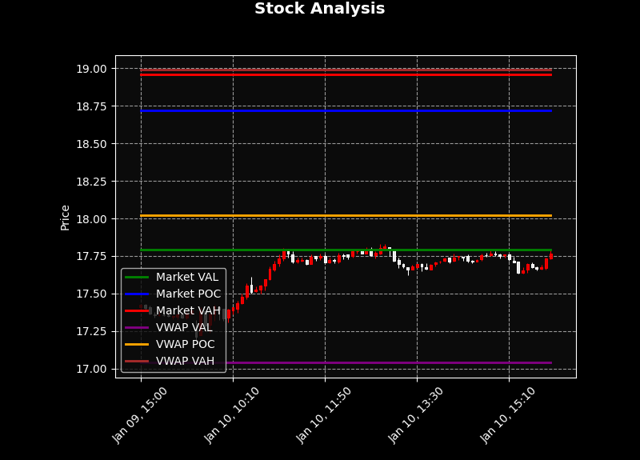 Stock Analysis
Price
19.00
18.75
18.50
18.25
18.00
17.75
17.50
17.25
17.00
Market VAL
Market POC
Market VAH
VWAP VAL
VWAP POC
VWAP VAH
Jan 09, 15:00
Jan 10, 10:10
Jan 10, 11:50
Jan 10, 13:30
Jan 10, 15:10